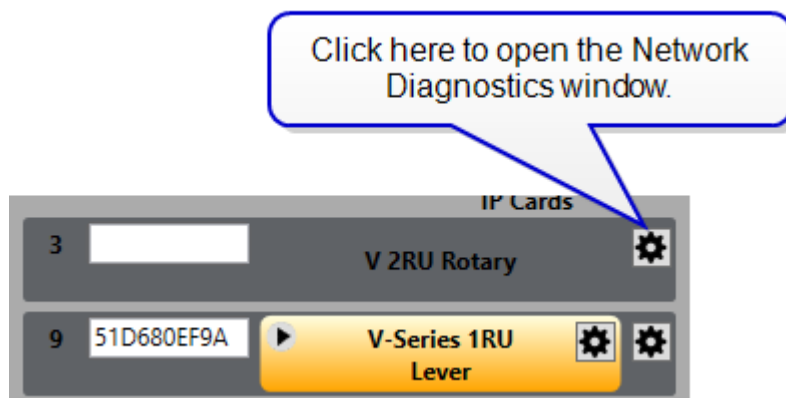 Click here to open the Network
Diagnostics window.
IP Cards
3
V 2RU Rotary
9
51D680EF9A
V-Series 1RU
Lever